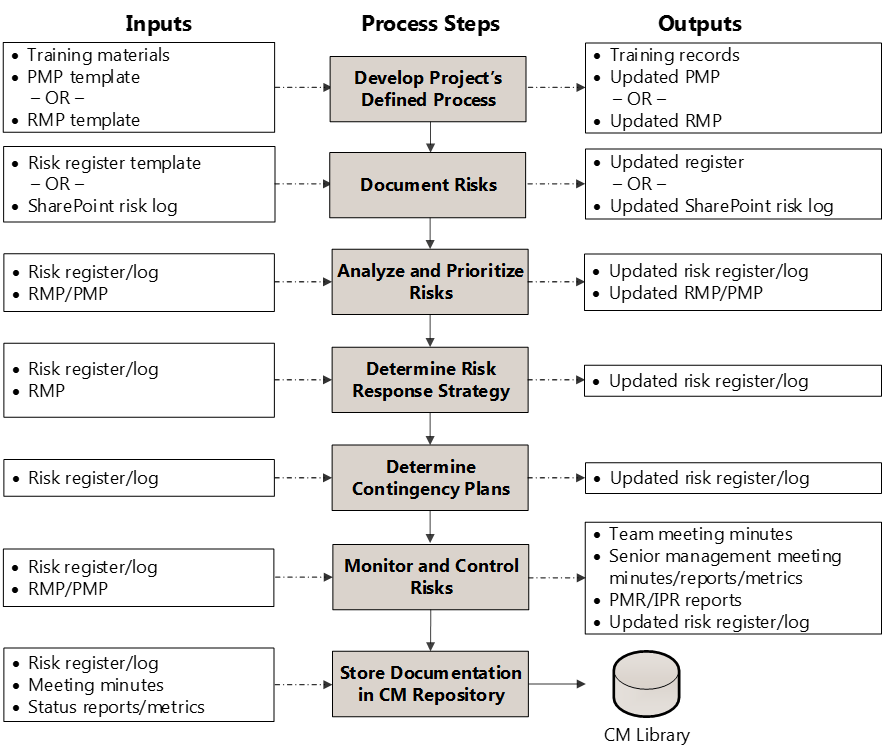 Inputs
Process Steps
Outputs
• Training materials
• PMP template
– OR –
• RMP template
Develop Project's
Defined Process
• Training records
• Updated PMP
– OR –
• Updated RMP
• Risk register template
– OR –
• SharePoint risk log
Document Risks
• Updated register
– OR –
• Updated SharePoint risk log
• Risk register/log
• RMP/PMP
Analyze and Prioritize
Risks
• Updated risk register/log
• Updated RMP/PMP
• Risk register/log
• RMP
Determine Risk
Response Strategy
• Updated risk register/log
• Risk register/log
Determine
Contingency Plans
• Updated risk register/log
• Risk register/log
• RMP/PMP
Monitor and Control
Risks
• Team meeting minutes
• Senior management meeting
minutes/reports/metrics
• PMR/IPR reports
• Updated risk register/log
• Risk register/log
• Meeting minutes
• Status reports/metrics
Store Documentation
in CM Repository
CM Library